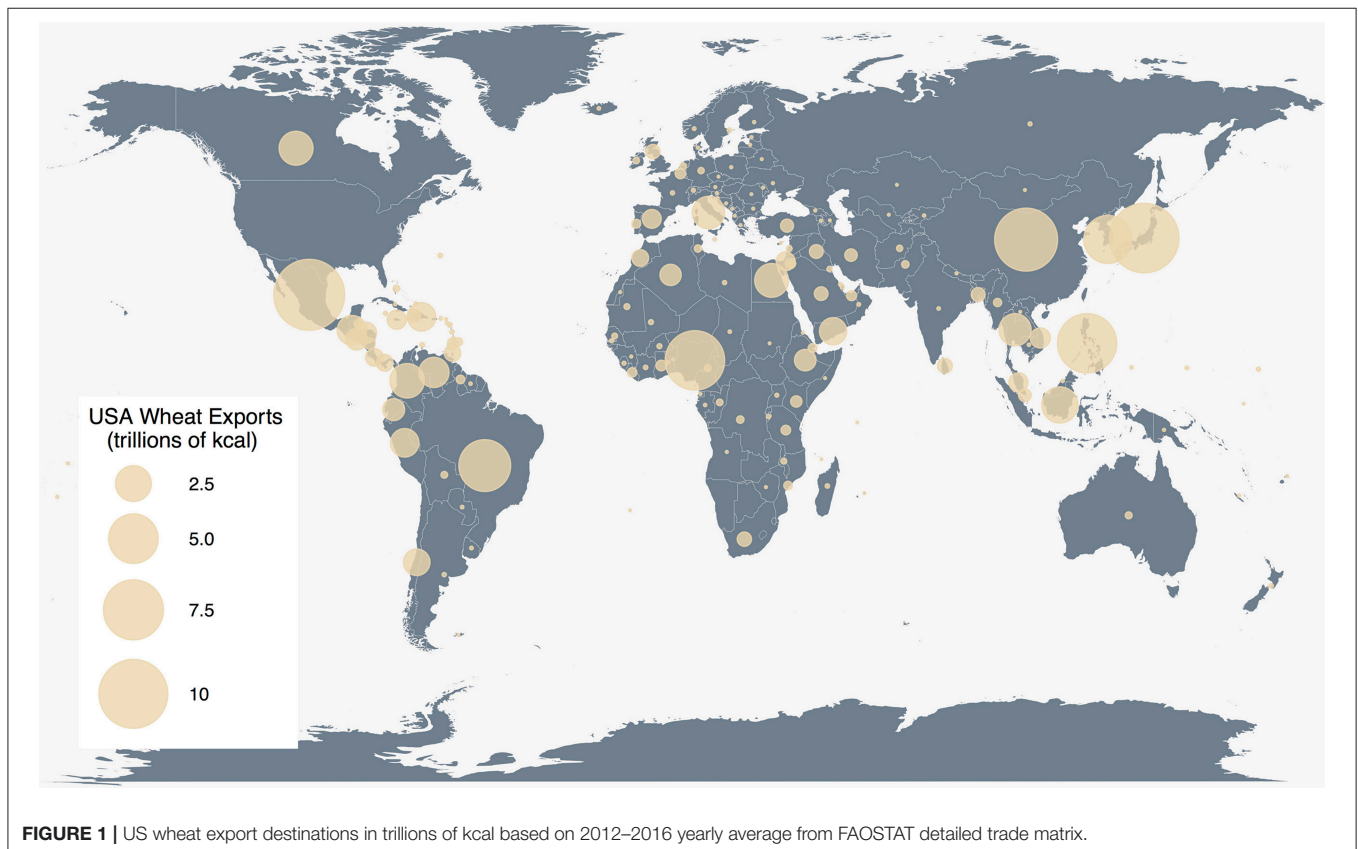 USA Wheat Exports
(trillions of kcal)
2.5
5.0
7.5
10
FIGURE 1 | US wheat export destinations in trillions of kcal based on 2012–2016 yearly average from FAOSTAT detailed trade matrix.